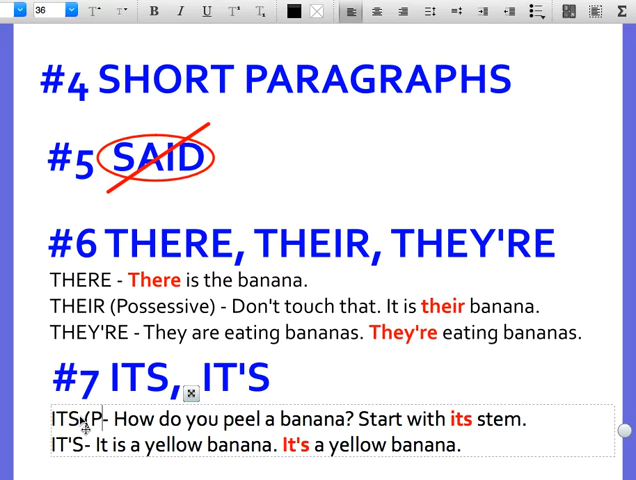 36 B I U T T Σ
#4 SHORT PARAGRAPHS
#5 SAID
#6 THERE, THEIR, THEY'RE
THERE - There is the banana.
THEIR (Possessive) - Don't touch that. It is their banana.
THEY'RE - They are eating bananas. They're eating bananas.
#7 ITS, IT'S
ITS (P- How do you peel a banana? Start with its stem.
IT'S- It is a yellow banana. It's a yellow banana.